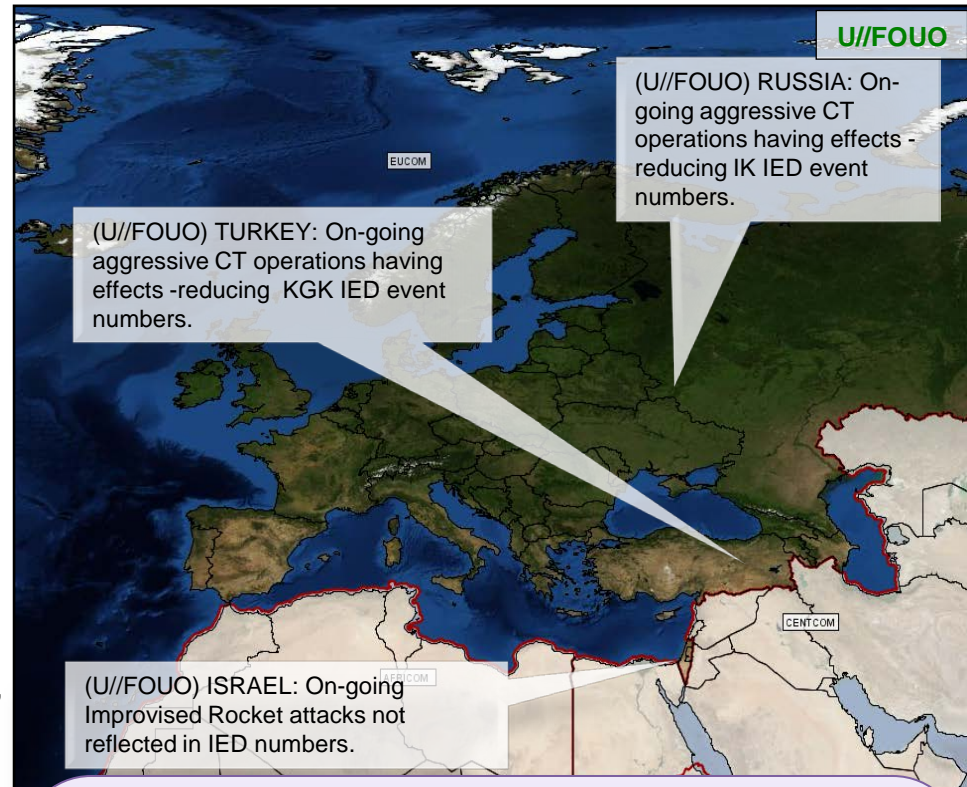 U//FOUO
(U//FOUO) RUSSIA: On-
going aggressive CT
operations having effects -
reducing IK IED event
numbers.
EUCOM
(U//FOUO) TURKEY: On-going
aggressive CT operations having
effects -reducing KGK IED event
numbers.
CENTCOM
AFRICOM
(U//FOUO) ISRAEL: On-going
Improvised Rocket attacks not
reflected in IED numbers.